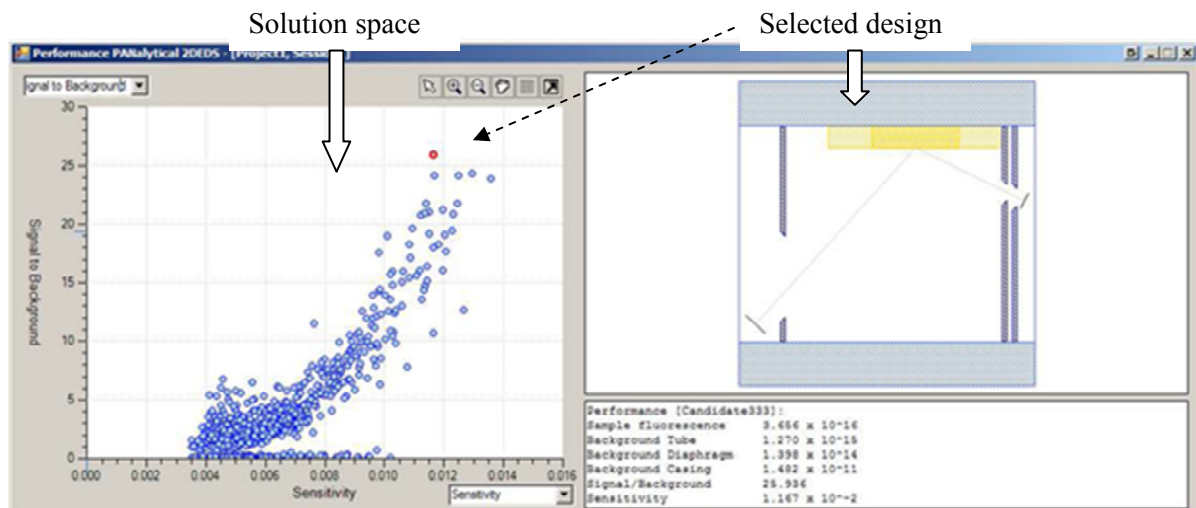 Solution space
Selected design
Performance PANalytical 2DEDS - [Project1, Session
ignal to Background
30
25
20
15
10
5
0
Signal to Background
0.000 0.002 0.004 0.006 0.008 0.010 0.012 0.014 0.016
Sensitivity
Sensitivity
Performance [Candidate333]:
Sample fluorescence 3.656 x 10^16
Background Tube 1.270 x 10^15
Background Diaphragm 1.398 x 10^14
Background Casing 1.482 x 10^11
Signal/Background 25.936
Sensitivity 1.167 x 10^-2